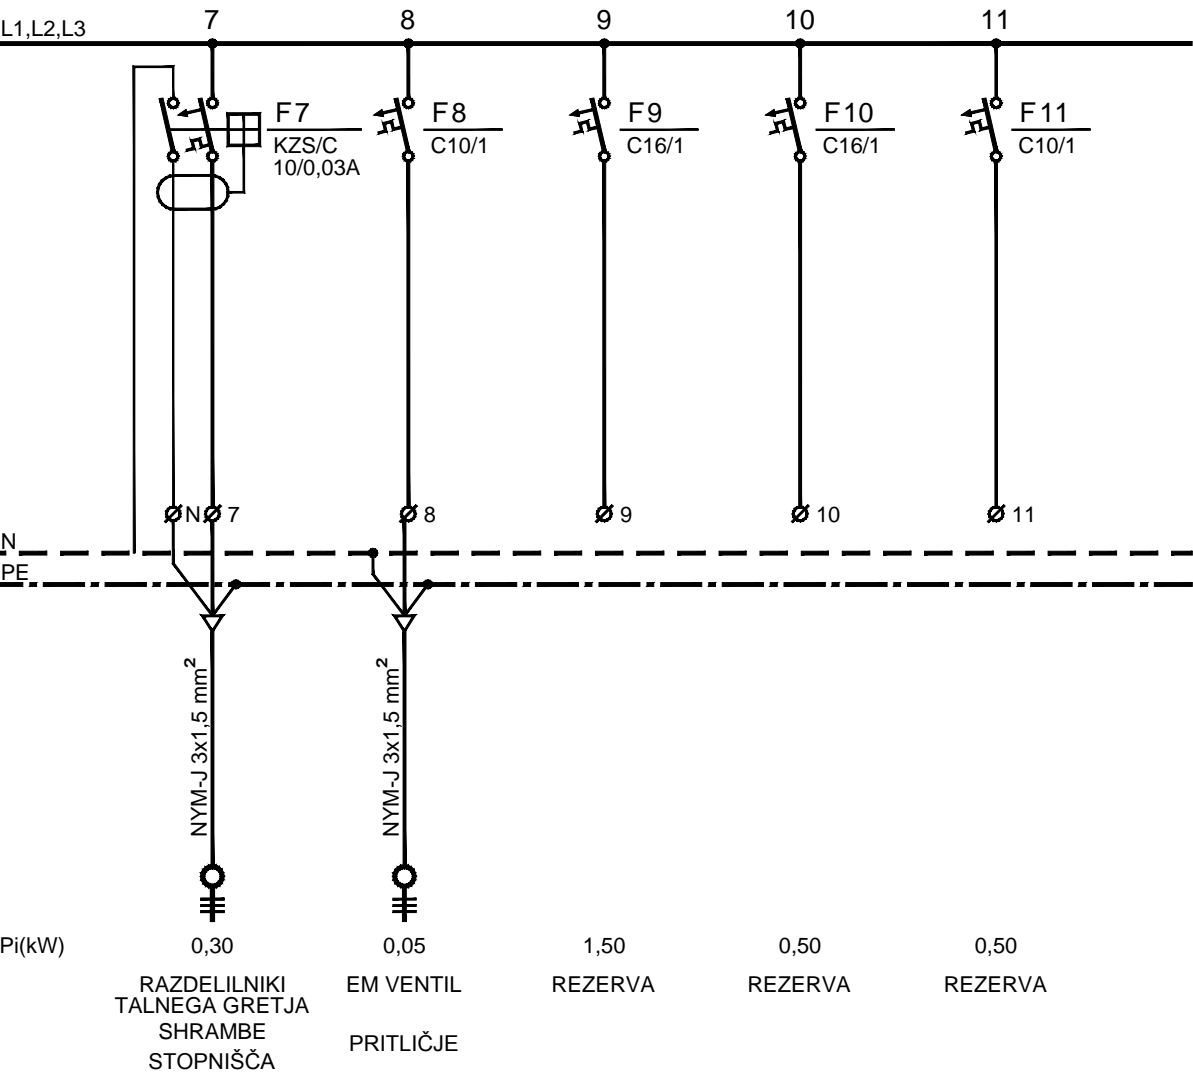 L1,L2,L3
7 8 9 10 11
F7 F8 F9 F10 F11
KZS/C C10/1 C16/1 C16/1 C10/1
10/0,03A
N 7 8 9 10 11
N
PE
NYM-J 3x1,5 mm²
NYM-J 3x1,5 mm²
Pi(kW) 0,30 0,05 1,50 0,50 0,50
RAZDELILNIKI EM VENTIL REZERVA REZERVA REZERVA
TALNEGA GRETJA
SHRAMBE
PRITLIČJE
STOPNIŠČA